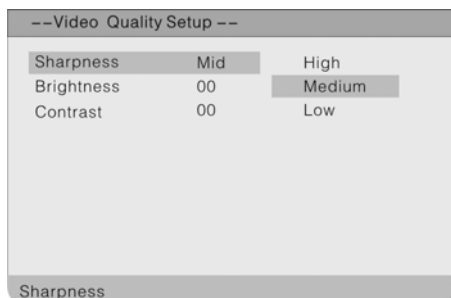 --Video Quality Setup --
Sharpness Mid High
Brightness 00 Medium
Contrast 00 Low
Sharpness